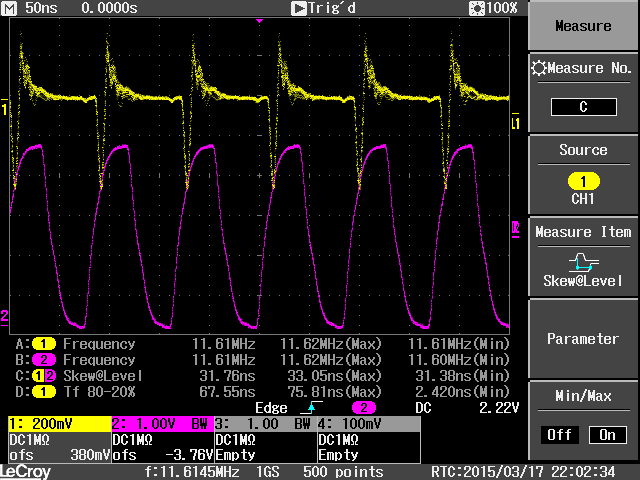 M 50ns 0.0000s Trig'd 100%
Measure
Measure No.
C
Source
1
CH1
Measure Item
Skew@Level
Parameter
Min/Max
Off On
1
L1
2
A: 1 Frequency 11.61MHz 11.62MHz(Max) 11.61MHz(Min)
B: 2 Frequency 11.61MHz 11.62MHz(Max) 11.60MHz(Min)
C: 1 2 Skew@Level 31.76ns 33.05ns(Max) 31.38ns(Min)
D: 1 Tf 80-20% 67.55ns 75.81ns(Max) 2.420ns(Min)
Edge 2 DC 2.22V
1: 200mV 2: 1.00V BW 3: 1.00 BW 4: 100mV
DC1MΩ DC1MΩ DC1MΩ DC1MΩ
ofs 380mV ofs -3.76V Empty Empty
LeCroy f:11.6145MHz 1GS 500 points RTC:2015/03/17 22:02:34